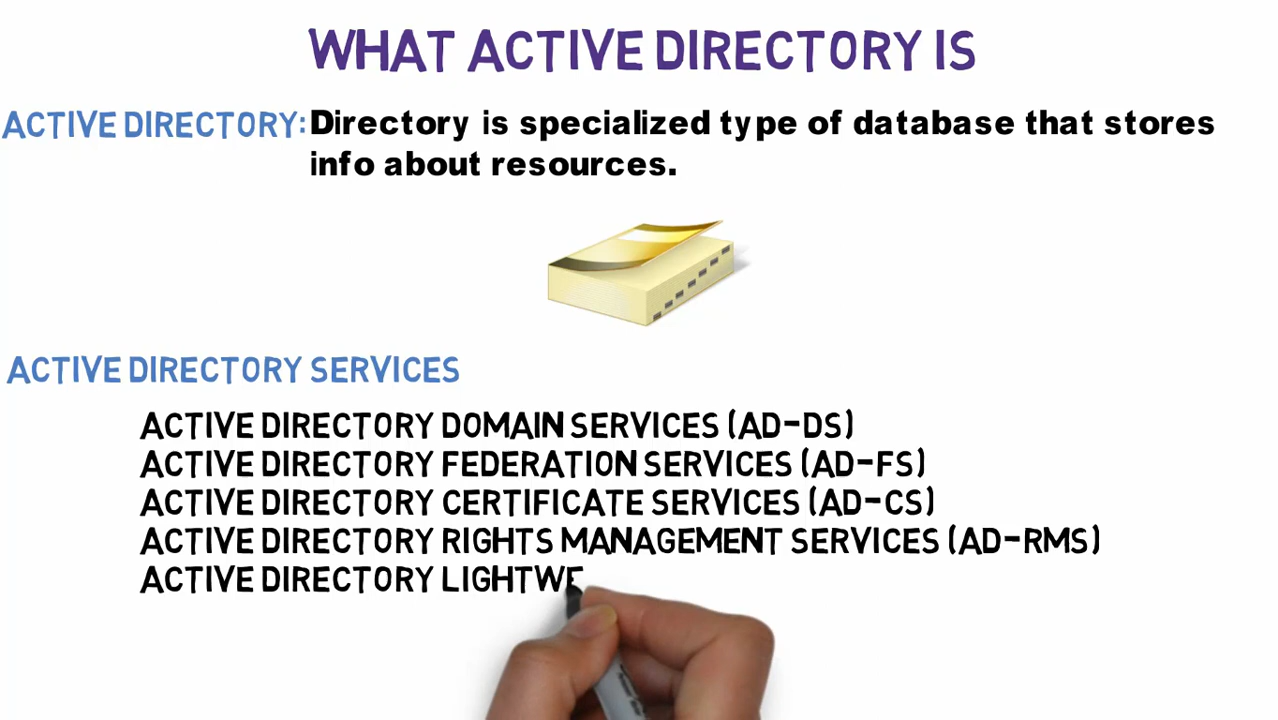 WHAT ACTIVE DIRECTORY IS
ACTIVE DIRECTORY: Directory is specialized type of database that stores
info about resources.
ACTIVE DIRECTORY SERVICES
ACTIVE DIRECTORY DOMAIN SERVICES (AD-DS)
ACTIVE DIRECTORY FEDERATION SERVICES (AD-FS)
ACTIVE DIRECTORY CERTIFICATE SERVICES (AD-CS)
ACTIVE DIRECTORY RIGHTS MANAGEMENT SERVICES (AD-RMS)
ACTIVE DIRECTORY LIGHTWE